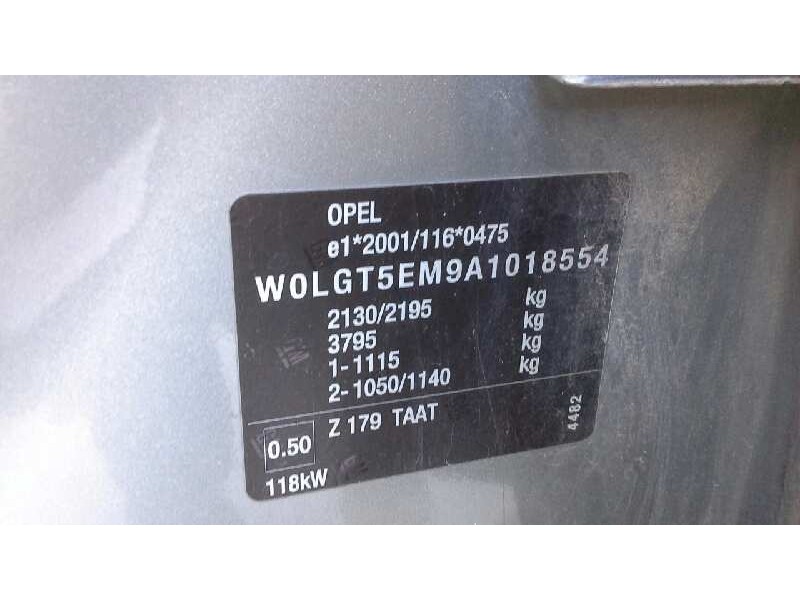 OPEL
e1*2001/116*0475
W0LGT5EM9A1018554
2130/2195 kg
3795 kg
1-1115 kg
2-1050/1140 kg
Z 179 TAAT
4482
0.50
118kW